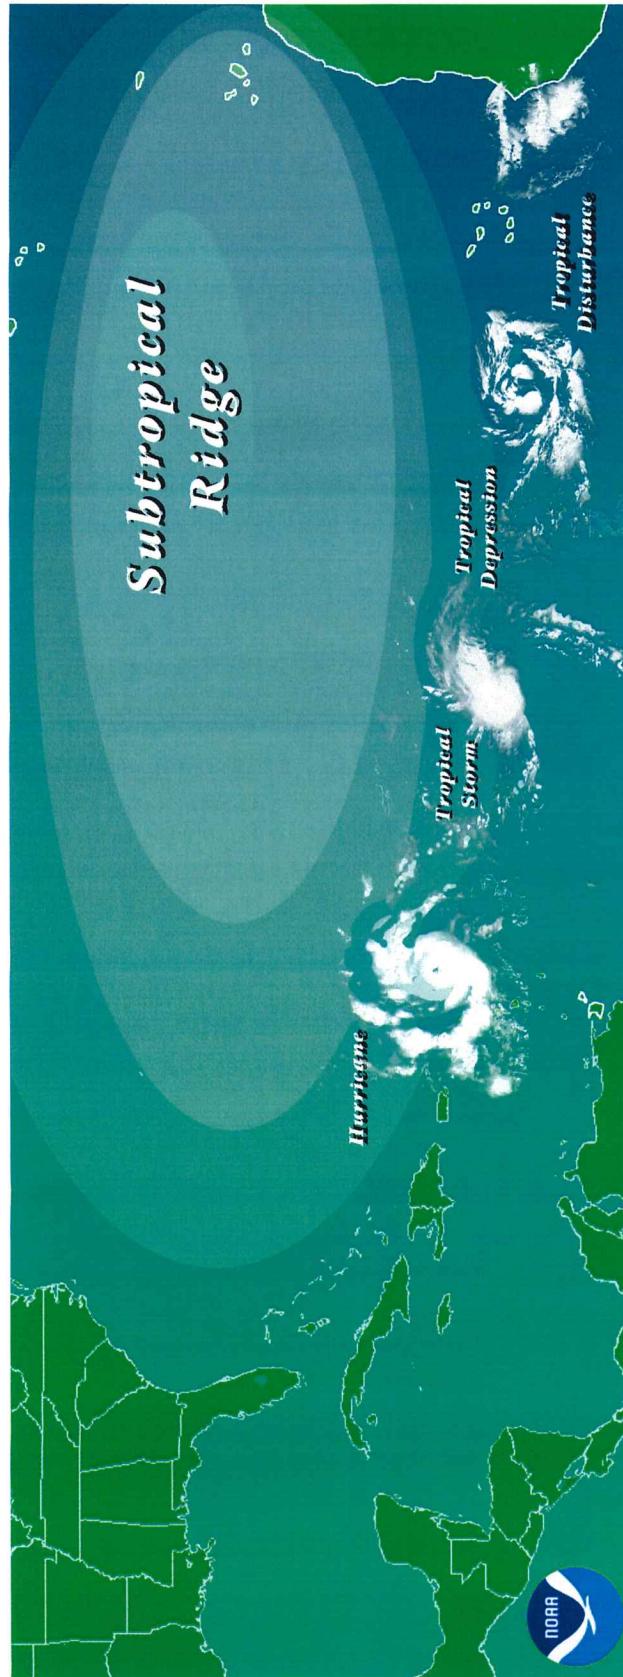 Subtropical
Ridge
Hurricane
Tropical
Storm
Tropical
Depression
Tropical
Disturbance
NOAA